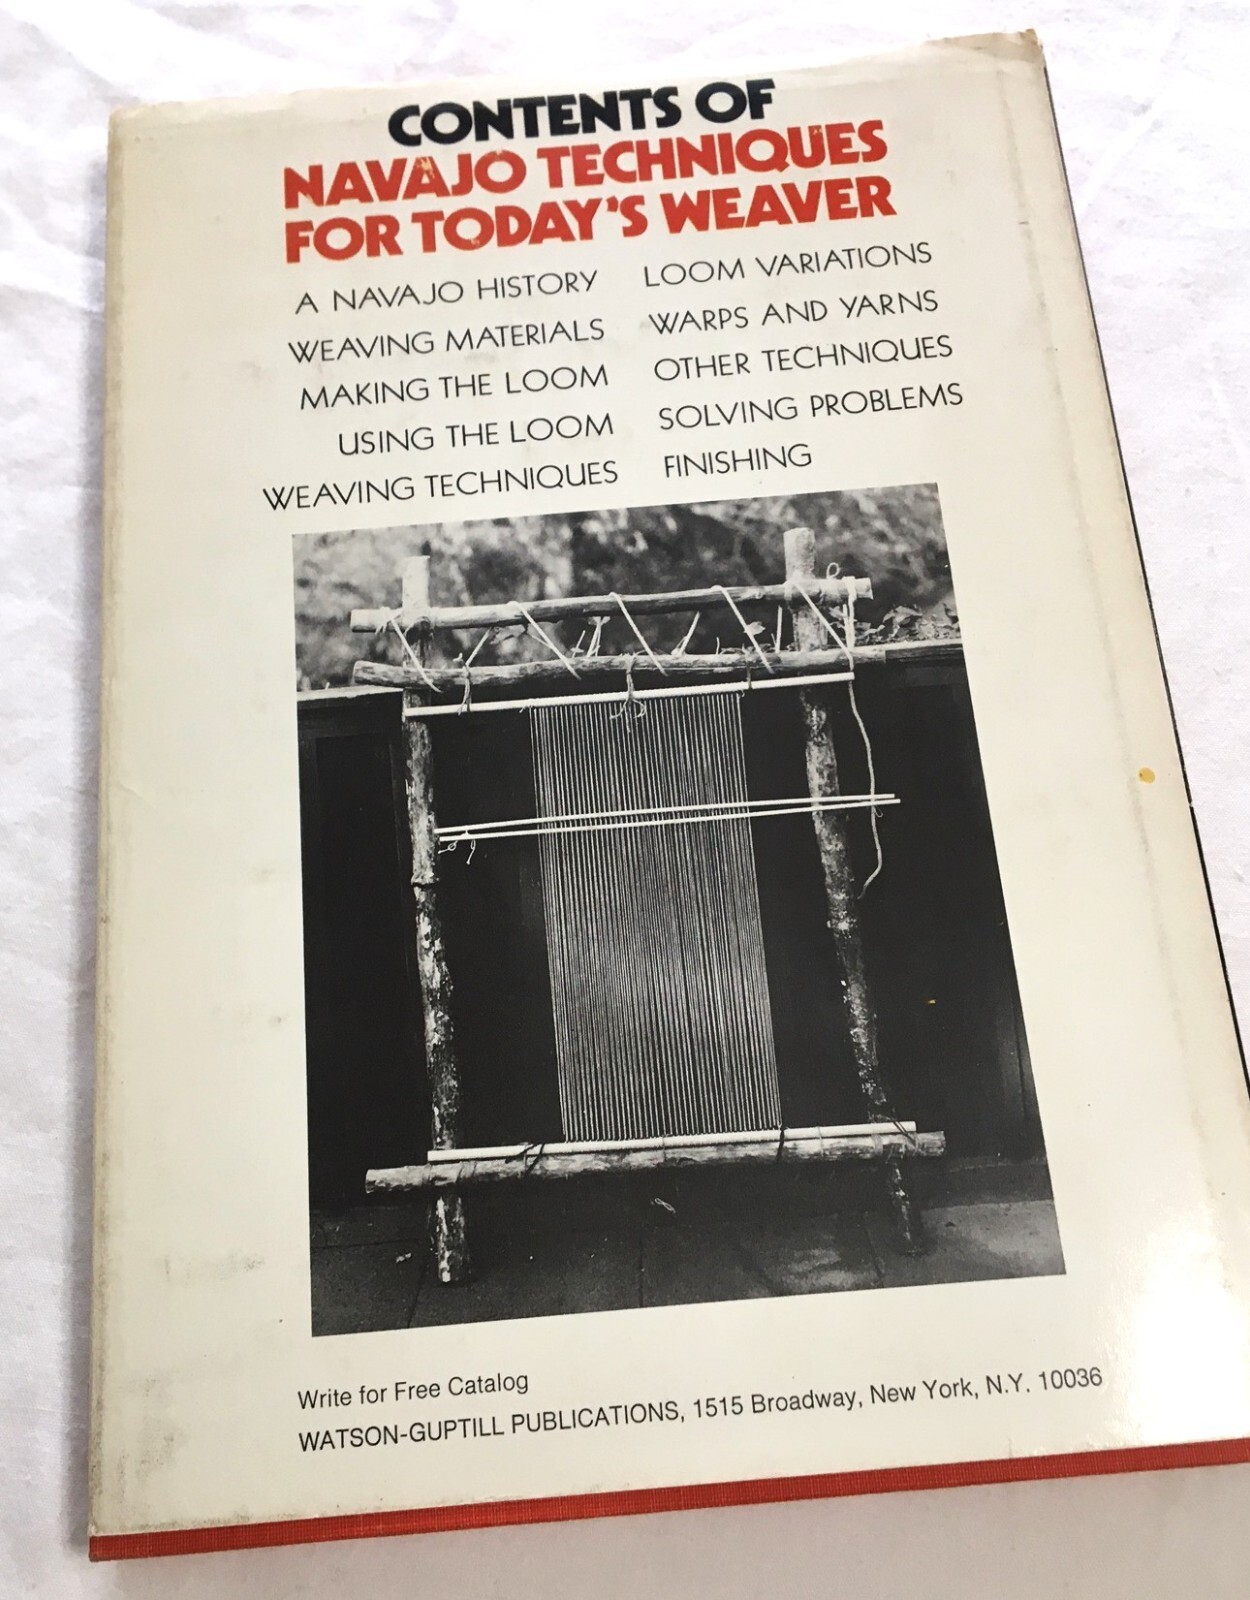 CONTENTS OF
NAVAJO TECHNIQUES
FOR TODAY'S WEAVER
A NAVAJO HISTORY
WEAVING MATERIALS
MAKING THE LOOM
USING THE LOOM
WEAVING TECHNIQUES
LOOM VARIATIONS
WARPS AND YARNS
OTHER TECHNIQUES
SOLVING PROBLEMS
FINISHING
Write for Free Catalog
WATSON-GUPTILL PUBLICATIONS, 1515 Broadway, New York, N.Y. 10036